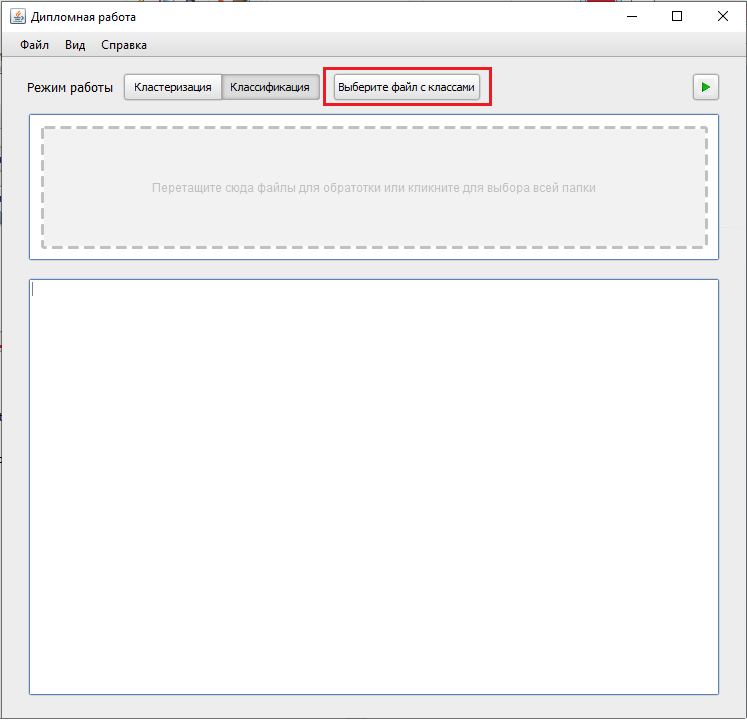 Дипломная работа
Файл Вид Справка
Режим работы Кластеризация Классификация Выберите файл с классами
Перетащите сюда файлы для обратотки или кликните для выбора всей папки